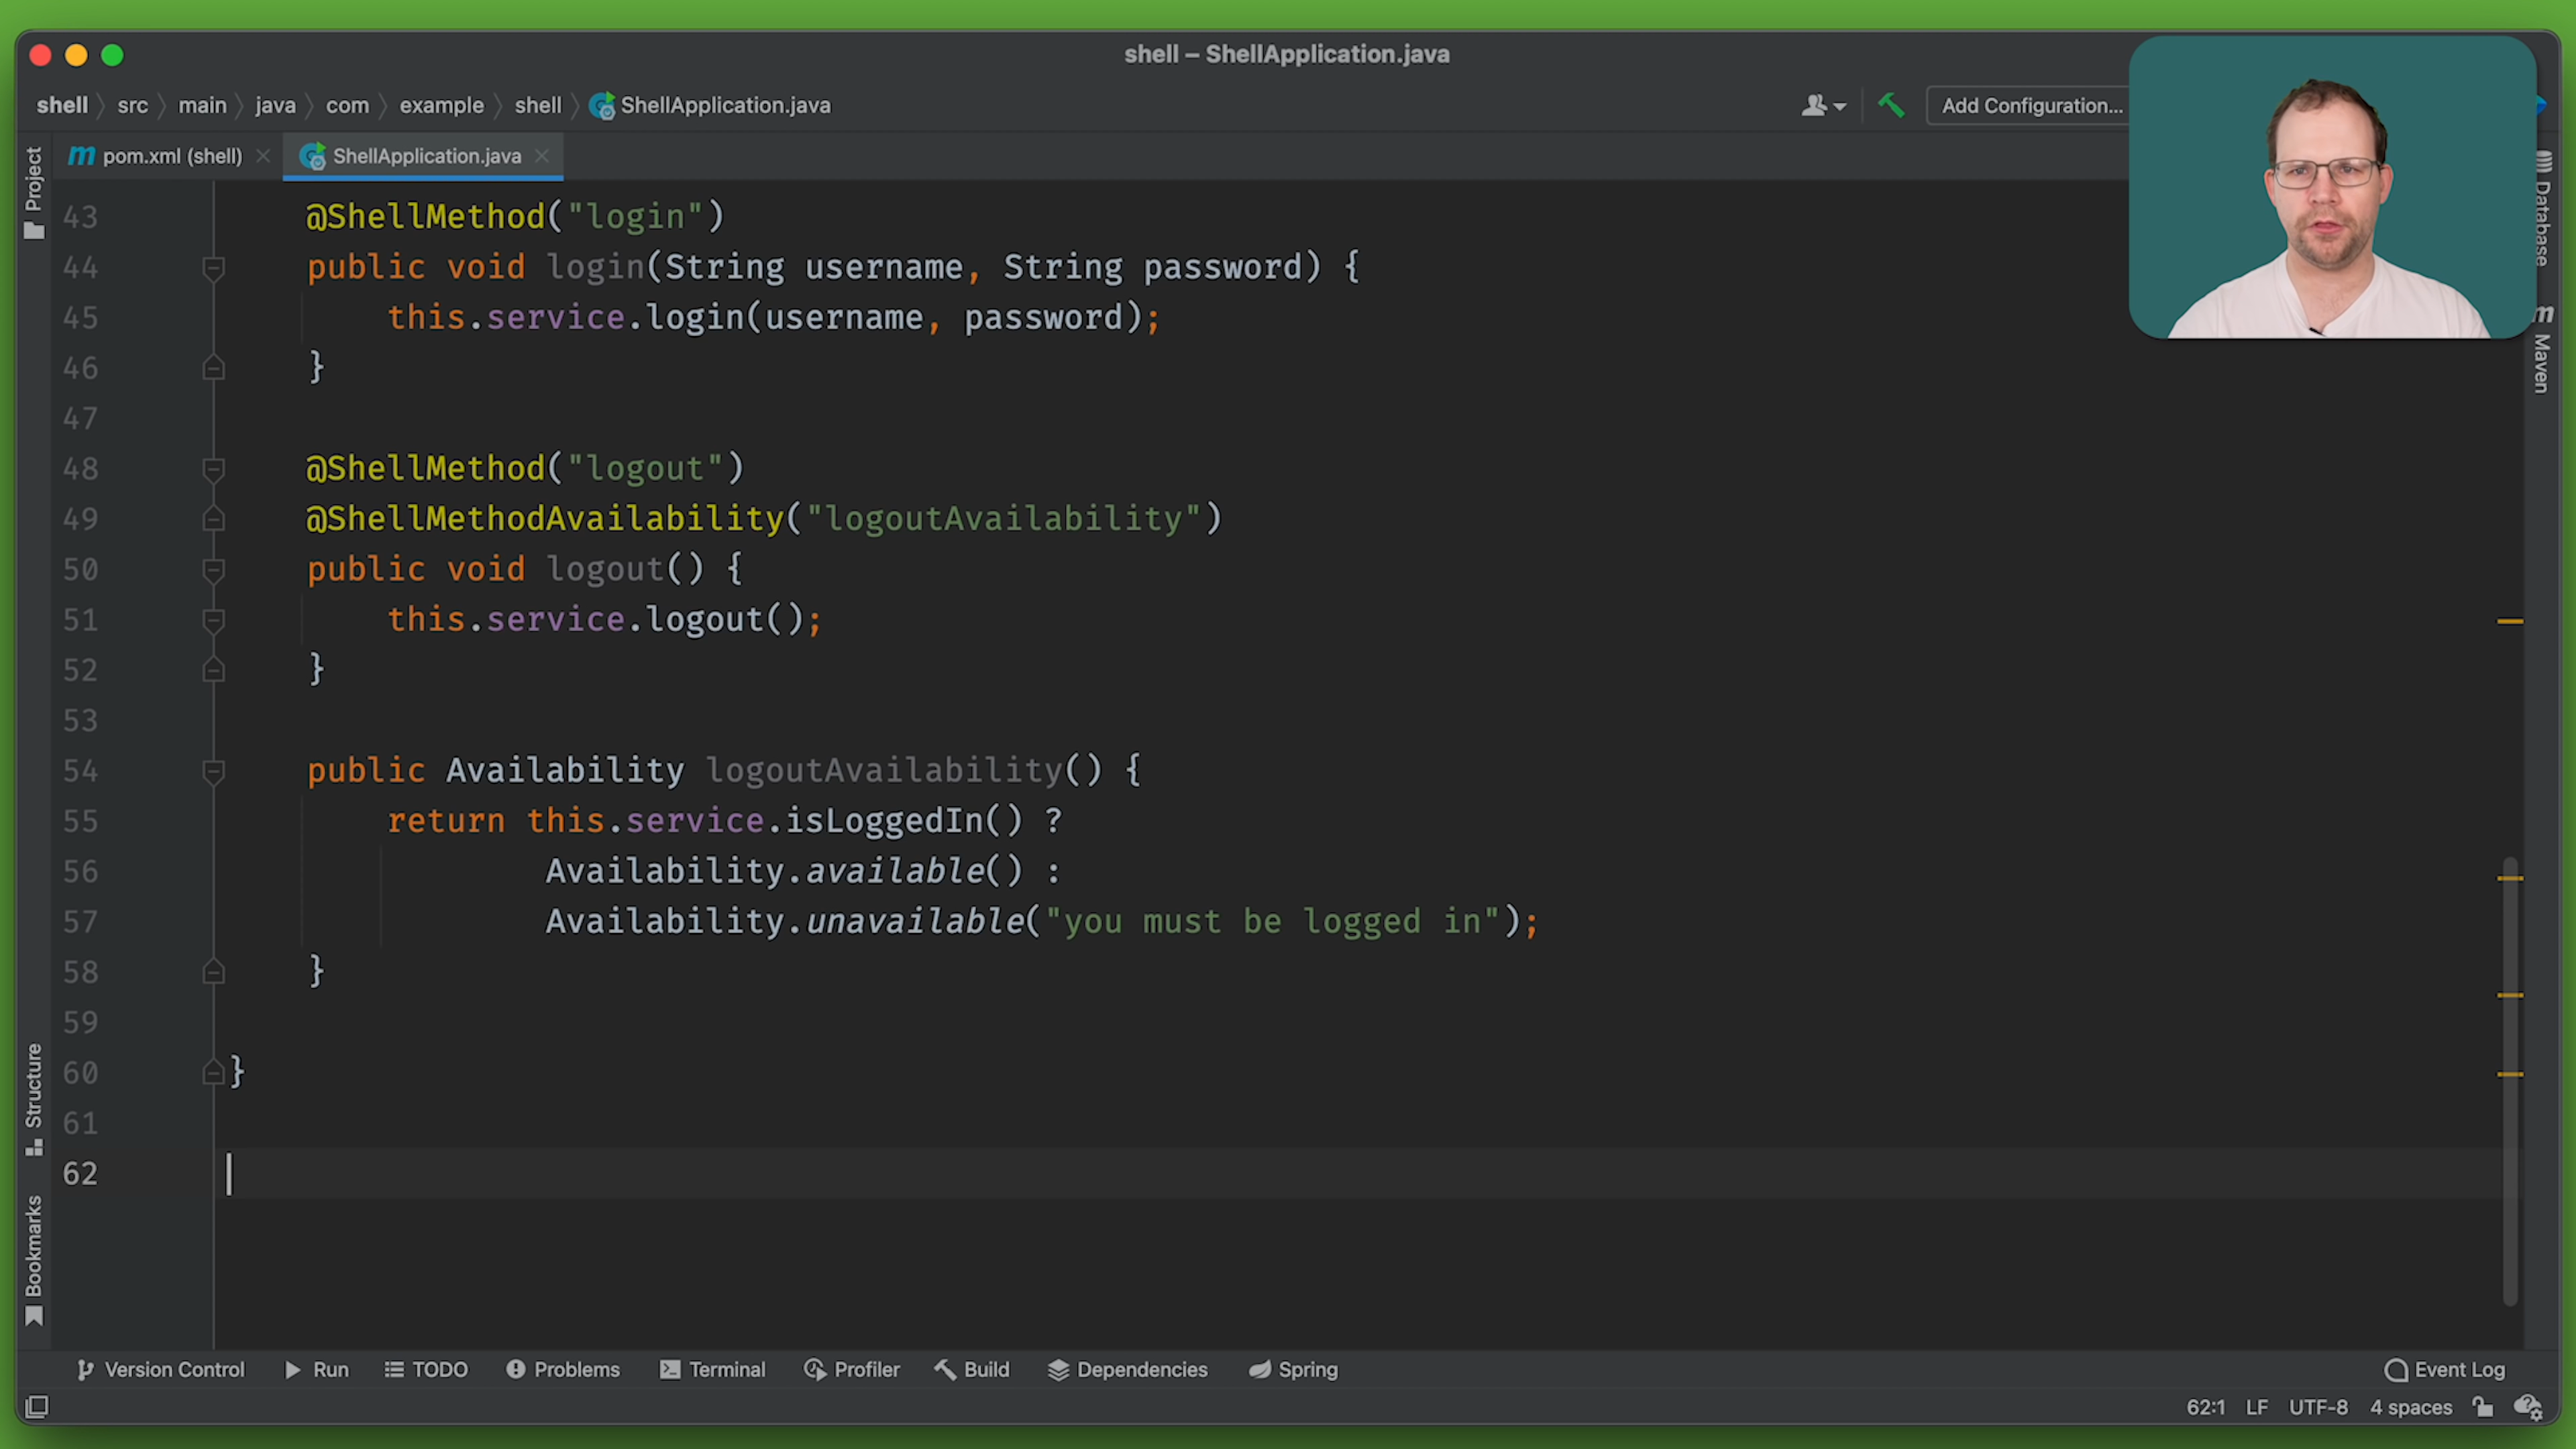 shell – ShellApplication.java
shell src main java com example shell ShellApplication.java
Add Configuration...
pom.xml (shell) ShellApplication.java
Project
Structure
Bookmarks
43 @ShellMethod("login")
44 public void login(String username, String password) {
45 this.service.login(username, password);
46 }
47
48 @ShellMethod("logout")
49 @ShellMethodAvailability("logoutAvailability")
50 public void logout() {
51 this.service.logout();
52 }
53
54 public Availability logoutAvailability() {
55 return this.service.isLoggedIn() ?
56 Availability.available() :
57 Availability.unavailable("you must be logged in");
58 }
59
60 }
61
62
Database
Maven
Version Control Run TODO Problems Terminal Profiler Build Dependencies Spring Event Log
62:1 LF UTF-8 4 spaces